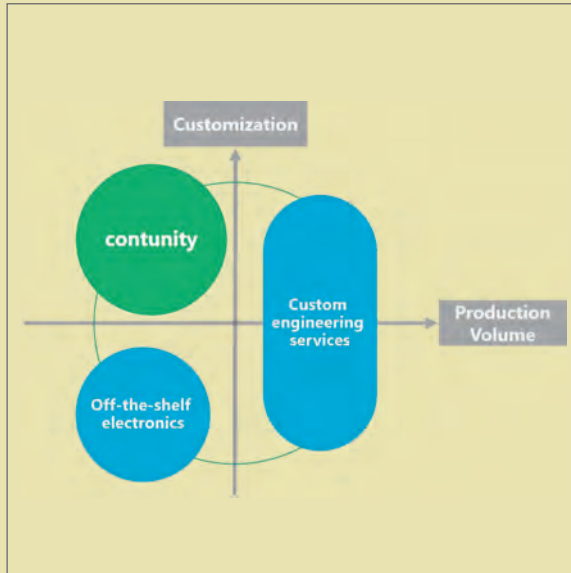 Customization
contunity
Custom
engineering
services
Production
Volume
Off-the-shelf
electronics